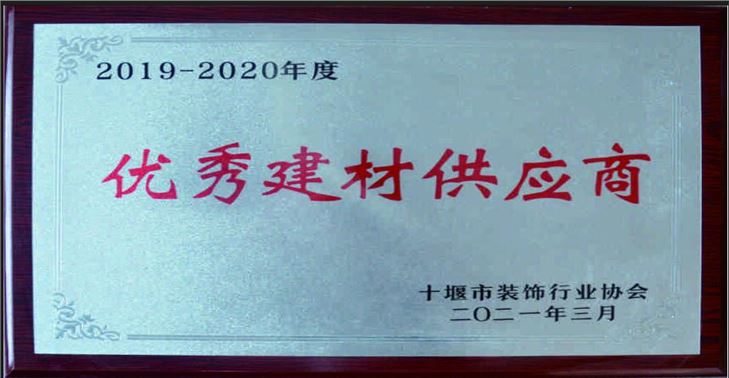 2019-2020年度
优秀建材供应商
十堰市装饰行业协会
二〇二一年三月